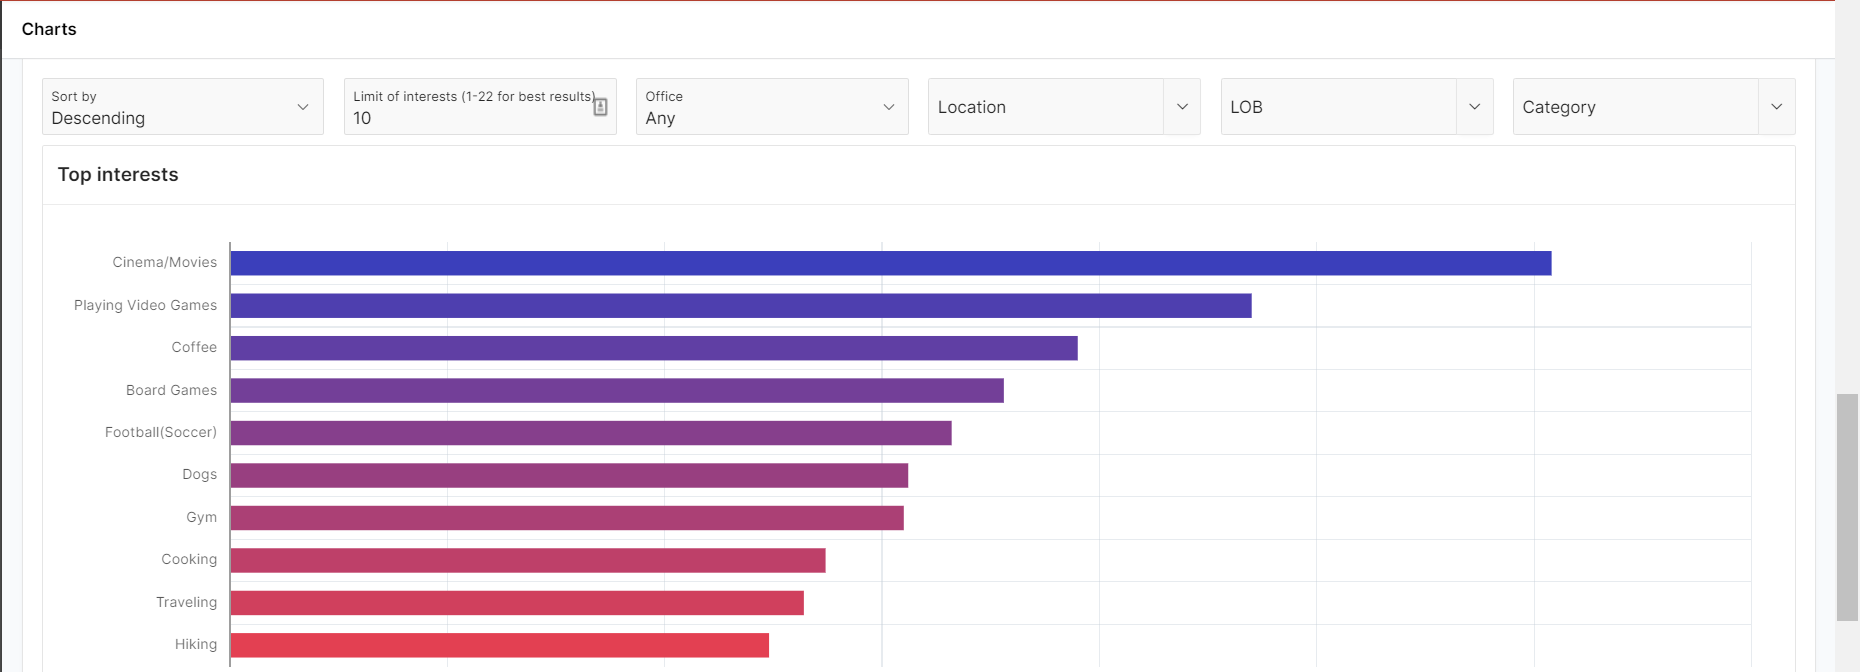 Charts
Sort by
Descending
Limit of interests (1-22 for best results)
10
Office
Any
Location
LOB
Category
Top interests
Cinema/Movies
Playing Video Games
Coffee
Board Games
Football(Soccer)
Dogs
Gym
Cooking
Traveling
Hiking